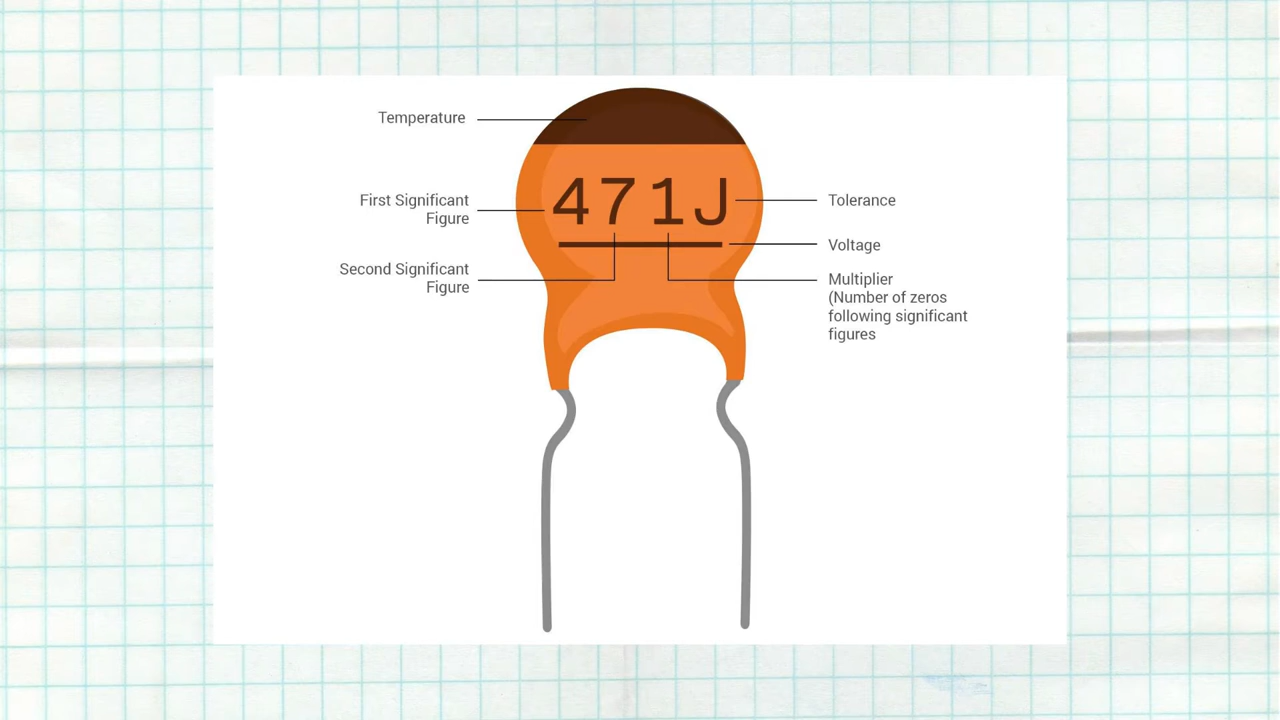 Temperature
First Significant
Figure
471J
Tolerance
Voltage
Second Significant
Figure
Multiplier
(Number of zeros
following significant
figures